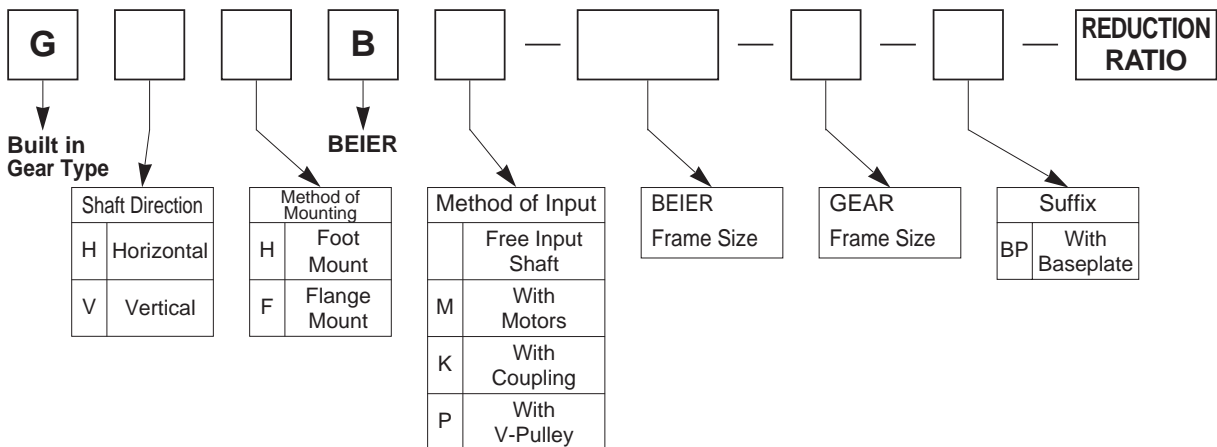 G B — — — — REDUCTION
RATIO
Built in
Gear Type
BEIER
Shaft Direction
H Horizontal
V Vertical
Method of
Mounting
H Foot
Mount
F Flange
Mount
Method of Input
Free Input
Shaft
M With
Motors
K With
Coupling
P With
V-Pulley
BEIER
Frame Size
GEAR
Frame Size
Suffix
BP With
Baseplate